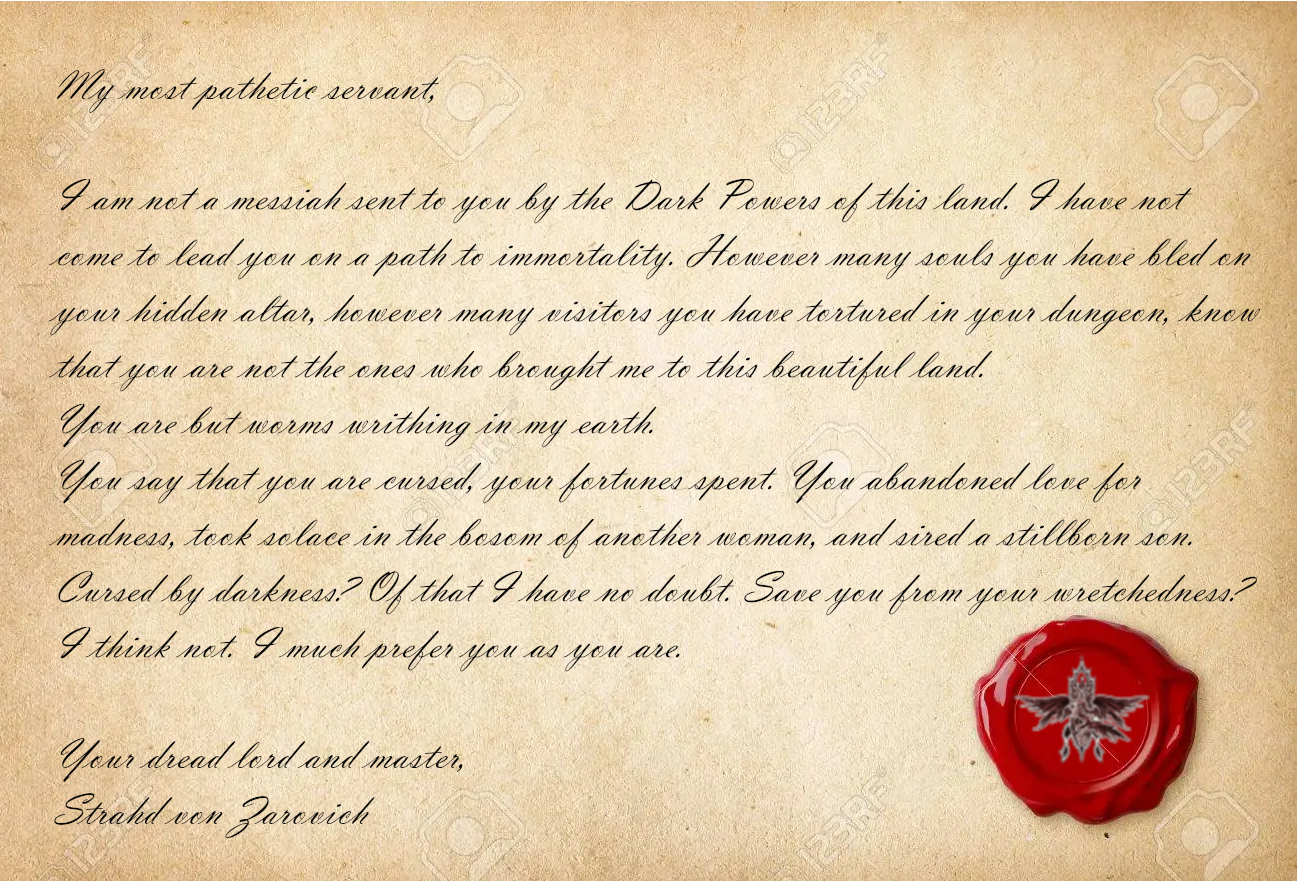 My most pathetic servant,
I am not a messiah sent to you by the Dark Powers of this land. I have not
come to lead you on a path to immortality. However many souls you have bled on
your hidden altar, however many visitors you have tortured in your dungeon, know
that you are not the ones who brought me to this beautiful land.
You are but worms writhing in my earth.
You say that you are cursed, your fortunes spent. You abandoned love for
madness, took solace in the bosom of another woman, and sired a stillborn son.
Cursed by darkness? Of that I have no doubt. Save you from your wretchedness?
I think not. I much prefer you as you are.
Your dread lord and master,
Strahd von Zarovich
123RF
123RF
123RF
123RF
123RF